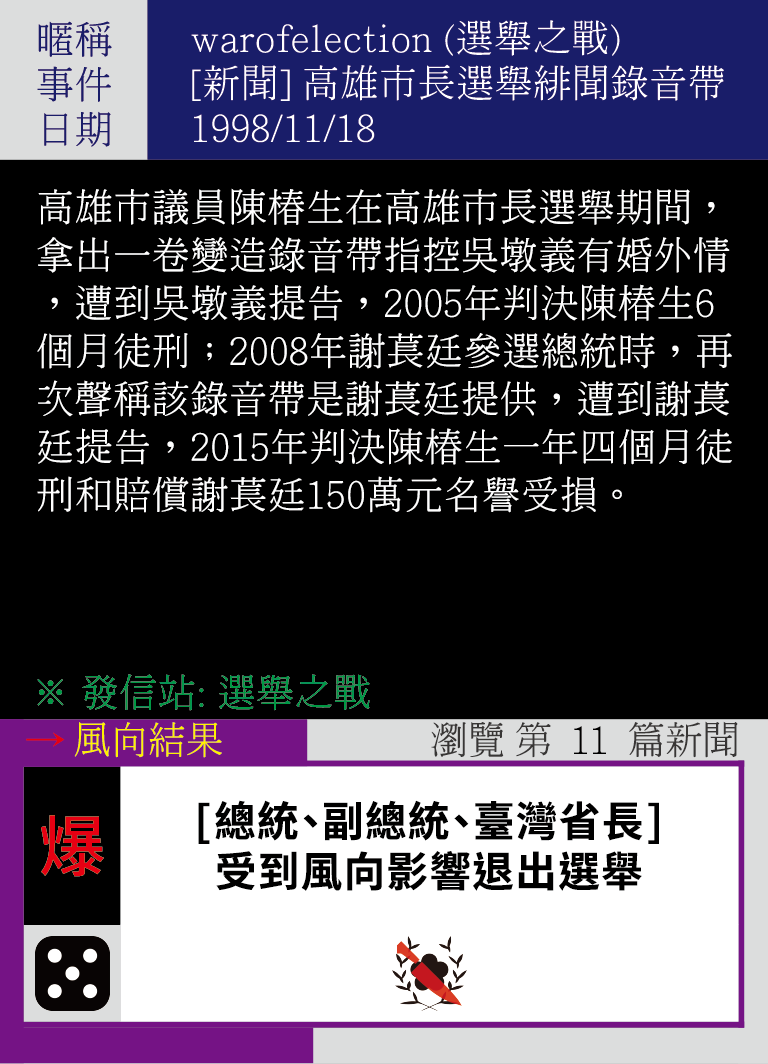 暱稱 warofelection (選舉之戰)
事件 [新聞] 高雄市長選舉緋聞錄音帶
日期 1998/11/18
高雄市議員陳椿生在高雄市長選舉期間，
拿出一卷變造錄音帶指控吳墩義有婚外情
，遭到吳墩義提告，2005年判決陳椿生6
個月徒刑；2008年謝萇廷參選總統時，再
次聲稱該錄音帶是謝萇廷提供，遭到謝萇
廷提告，2015年判決陳椿生一年四個月徒
刑和賠償謝萇廷150萬元名譽受損。
※ 發信站: 選舉之戰
→ 風向結果 瀏覽 第 11 篇新聞
爆
[總統、副總統、臺灣省長]
受到風向影響退出選舉